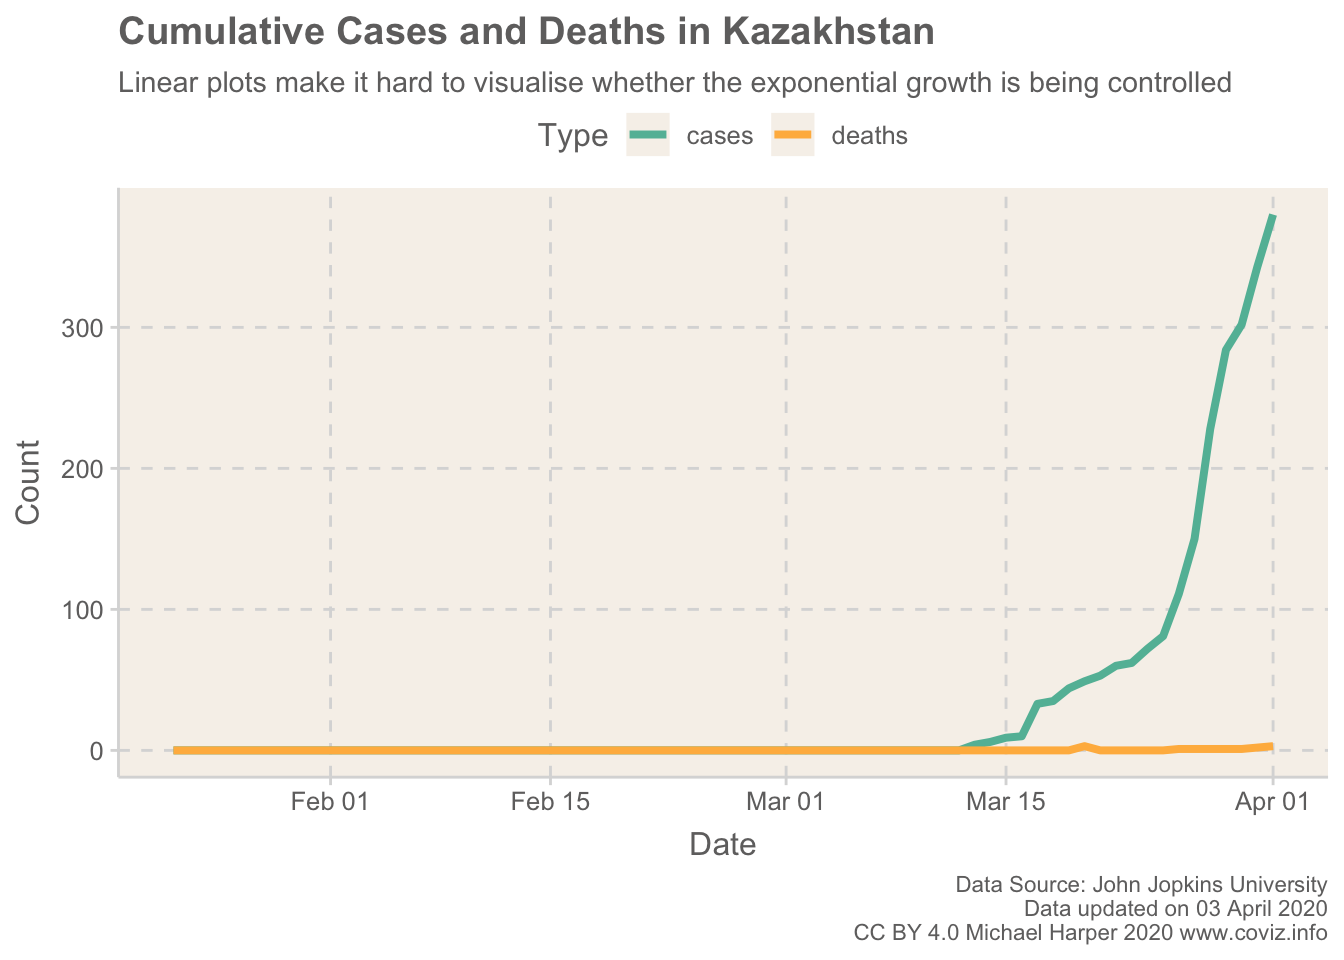 Cumulative Cases and Deaths in Kazakhstan
Linear plots make it hard to visualise whether the exponential growth is being controlled
Type cases deaths
Count
300
200
100
0
Feb 01 Feb 15 Mar 01 Mar 15 Apr 01
Date
Data Source: John Jopkins University
Data updated on 03 April 2020
CC BY 4.0 Michael Harper 2020 www.coviz.info